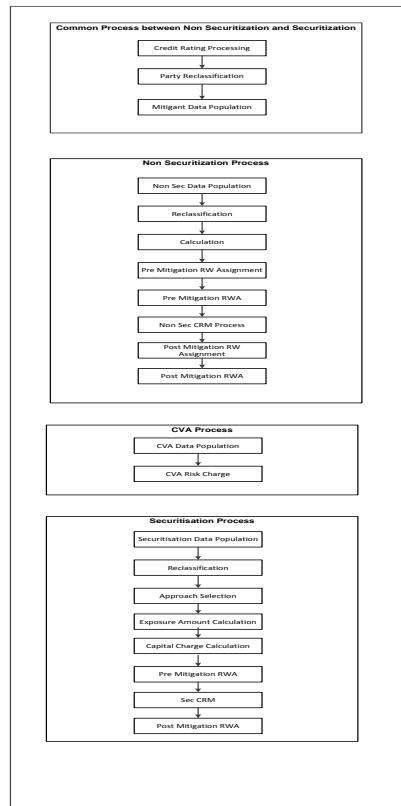 Common Process between Non Securitization and Securitization
Credit Rating Processing
Party Reclassification
Mitigant Data Population
Non Securitization Process
Non Sec Data Population
Reclassification
Calculation
Pre Mitigation RW Assignment
Pre Mitigation RWA
Non Sec CRM Process
Post Mitigation RW
Assignment
Post Mitigation RWA
CVA Process
CVA Data Population
CVA Risk Charge
Securitisation Process
Securitisation Data Population
Reclassification
Approach Selection
Exposure Amount Calculation
Capital Charge Calculation
Pre Mitigation RWA
Sec CRM
Post Mitigation RWA